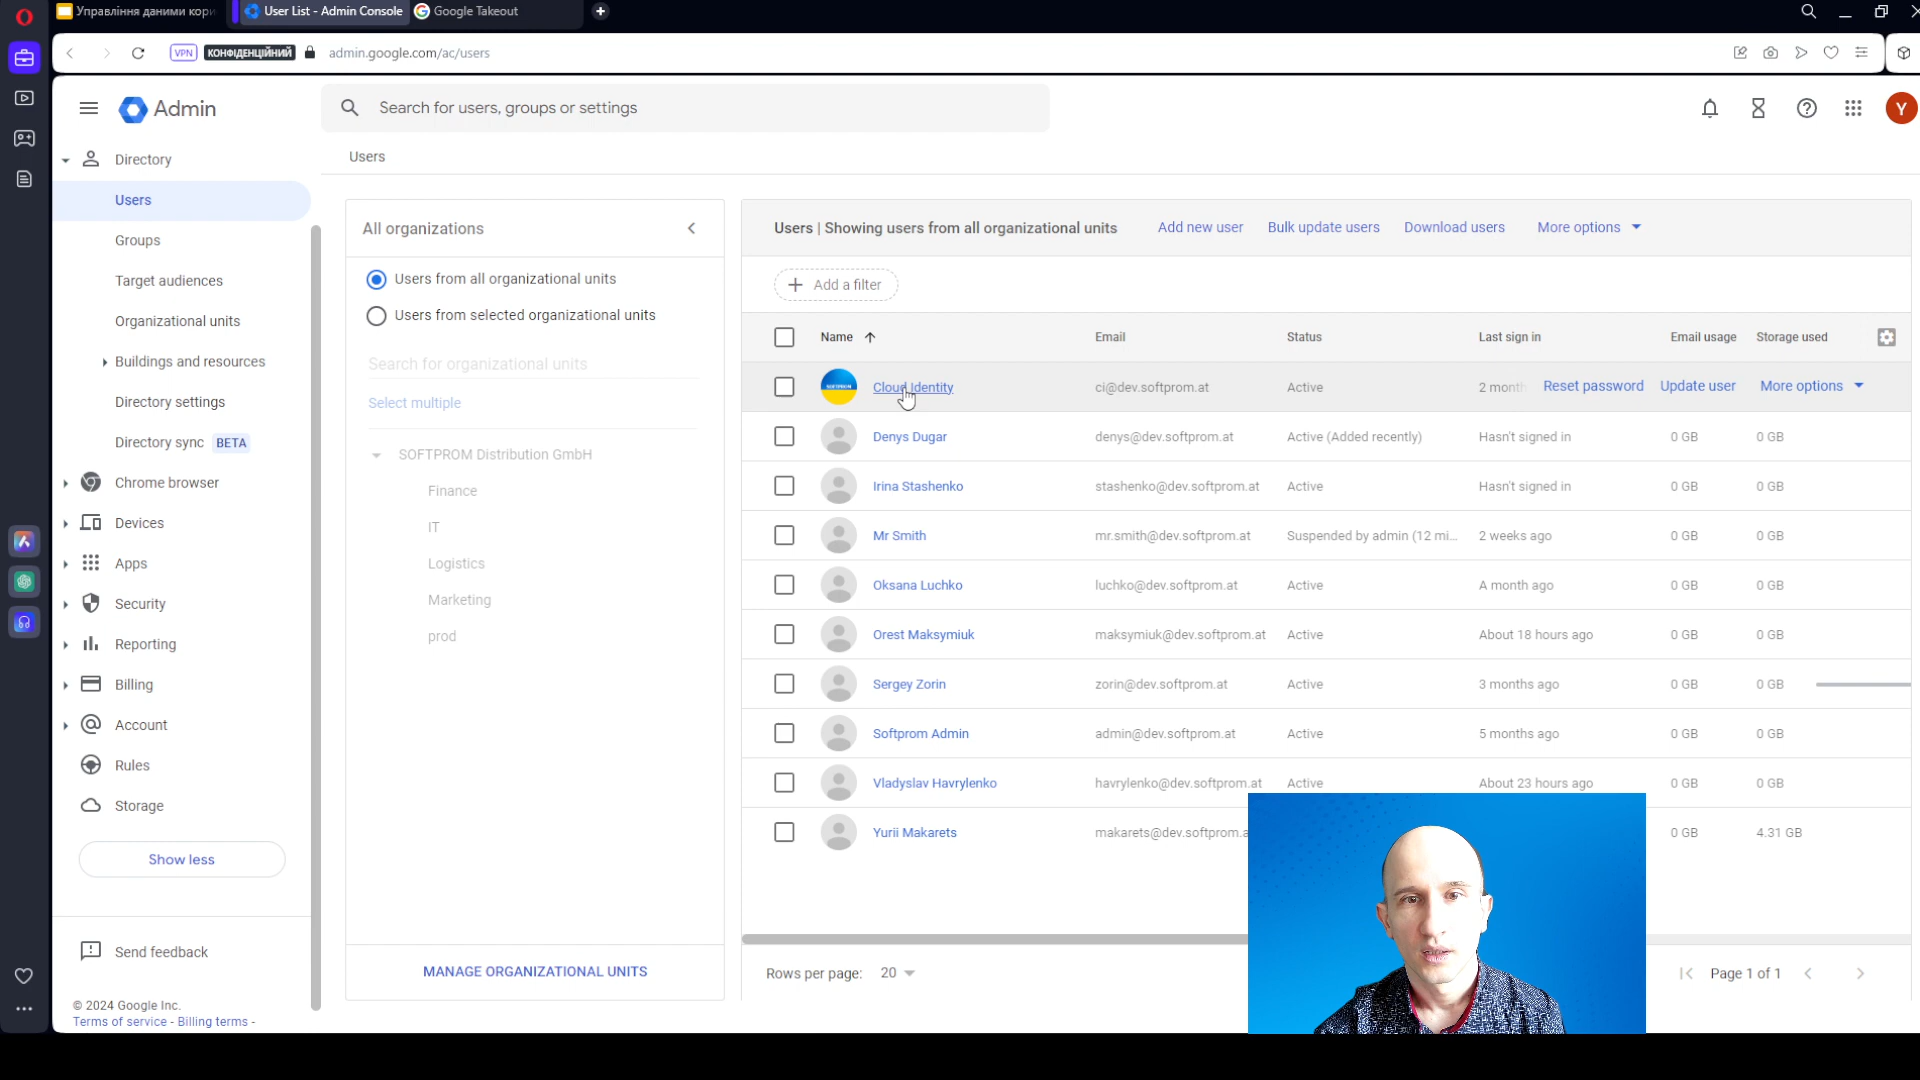 Управління даними кори
User List - Admin Console
Google Takeout
VPN
КОНФІДЕНЦІЙНИЙ
admin.google.com/ac/users
Admin
Search for users, groups or settings
Y
Directory
Users
Groups
Target audiences
Organizational units
Buildings and resources
Directory settings
Directory sync BETA
Chrome browser
Devices
Apps
Security
Reporting
Billing
Account
Rules
Storage
Show less
Send feedback
© 2024 Google Inc.
Terms of service - Billing terms -
Users
All organizations
Users from all organizational units
Users from selected organizational units
Search for organizational units
Select multiple
SOFTPROM Distribution GmbH
Finance
IT
Logistics
Marketing
prod
MANAGE ORGANIZATIONAL UNITS
Users | Showing users from all organizational units Add new user Bulk update users Download users More options
Add a filter
Name Email Status Last sign in Email usage Storage used
SOFTPROM Cloud Identity ci@dev.softprom.at Active 2 month Reset password Update user More options
Denys Dugar denys@dev.softprom.at Active (Added recently) Hasn't signed in 0 GB 0 GB
Irina Stashenko stashenko@dev.softprom.at Active Hasn't signed in 0 GB 0 GB
Mr Smith mr.smith@dev.softprom.at Suspended by admin (12 mi... 2 weeks ago 0 GB 0 GB
Oksana Luchko luchko@dev.softprom.at Active A month ago 0 GB 0 GB
Orest Maksymiuk maksymiuk@dev.softprom.at Active About 18 hours ago 0 GB 0 GB
Sergey Zorin zorin@dev.softprom.at Active 3 months ago 0 GB 0 GB
Softprom Admin admin@dev.softprom.at Active 5 months ago 0 GB 0 GB
Vladyslav Havrylenko havrylenko@dev.softprom.at Active About 23 hours ago 0 GB 0 GB
Yurii Makarets makarets@dev.softprom.a 0 GB 4.31 GB
Rows per page: 20 Page 1 of 1